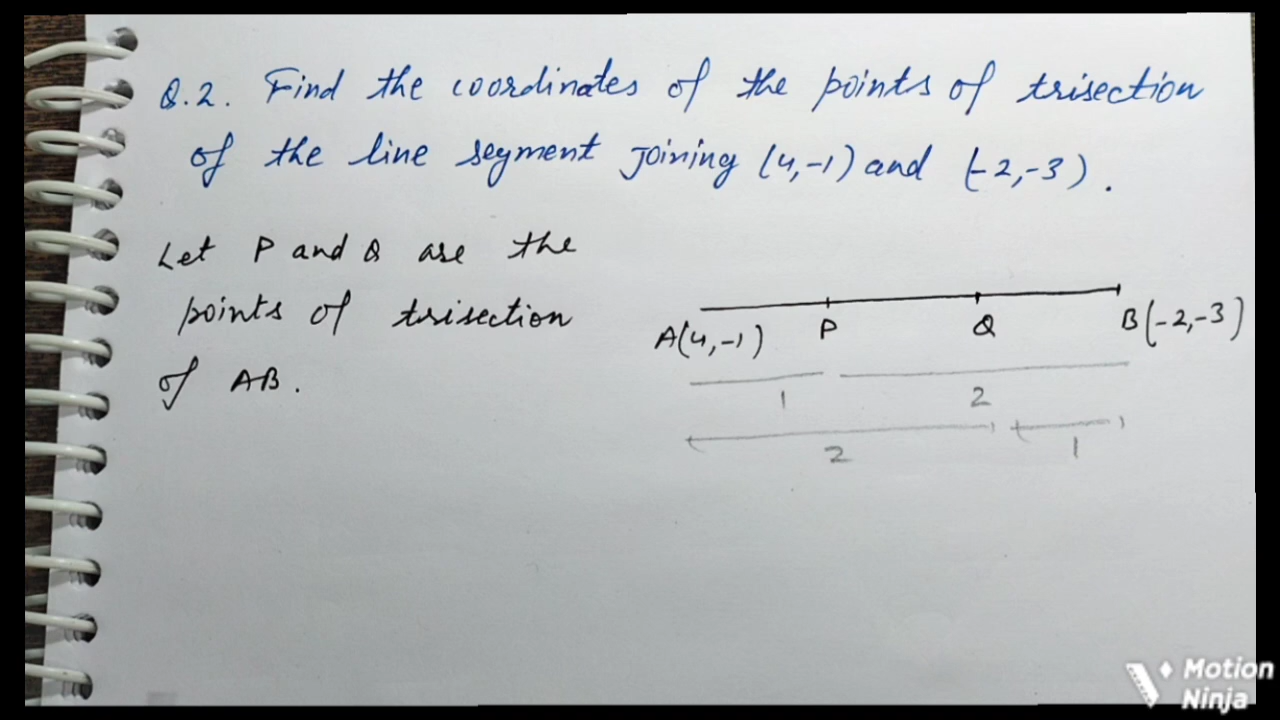 Q.2. Find the coordinates of the points of trisection
of the line segment joining (4,-1) and (-2,-3).
Let P and Q are the
points of trisection
of AB.
A(4,-1) P Q B(-2,-3)
1 2
2 1
Motion
Ninja